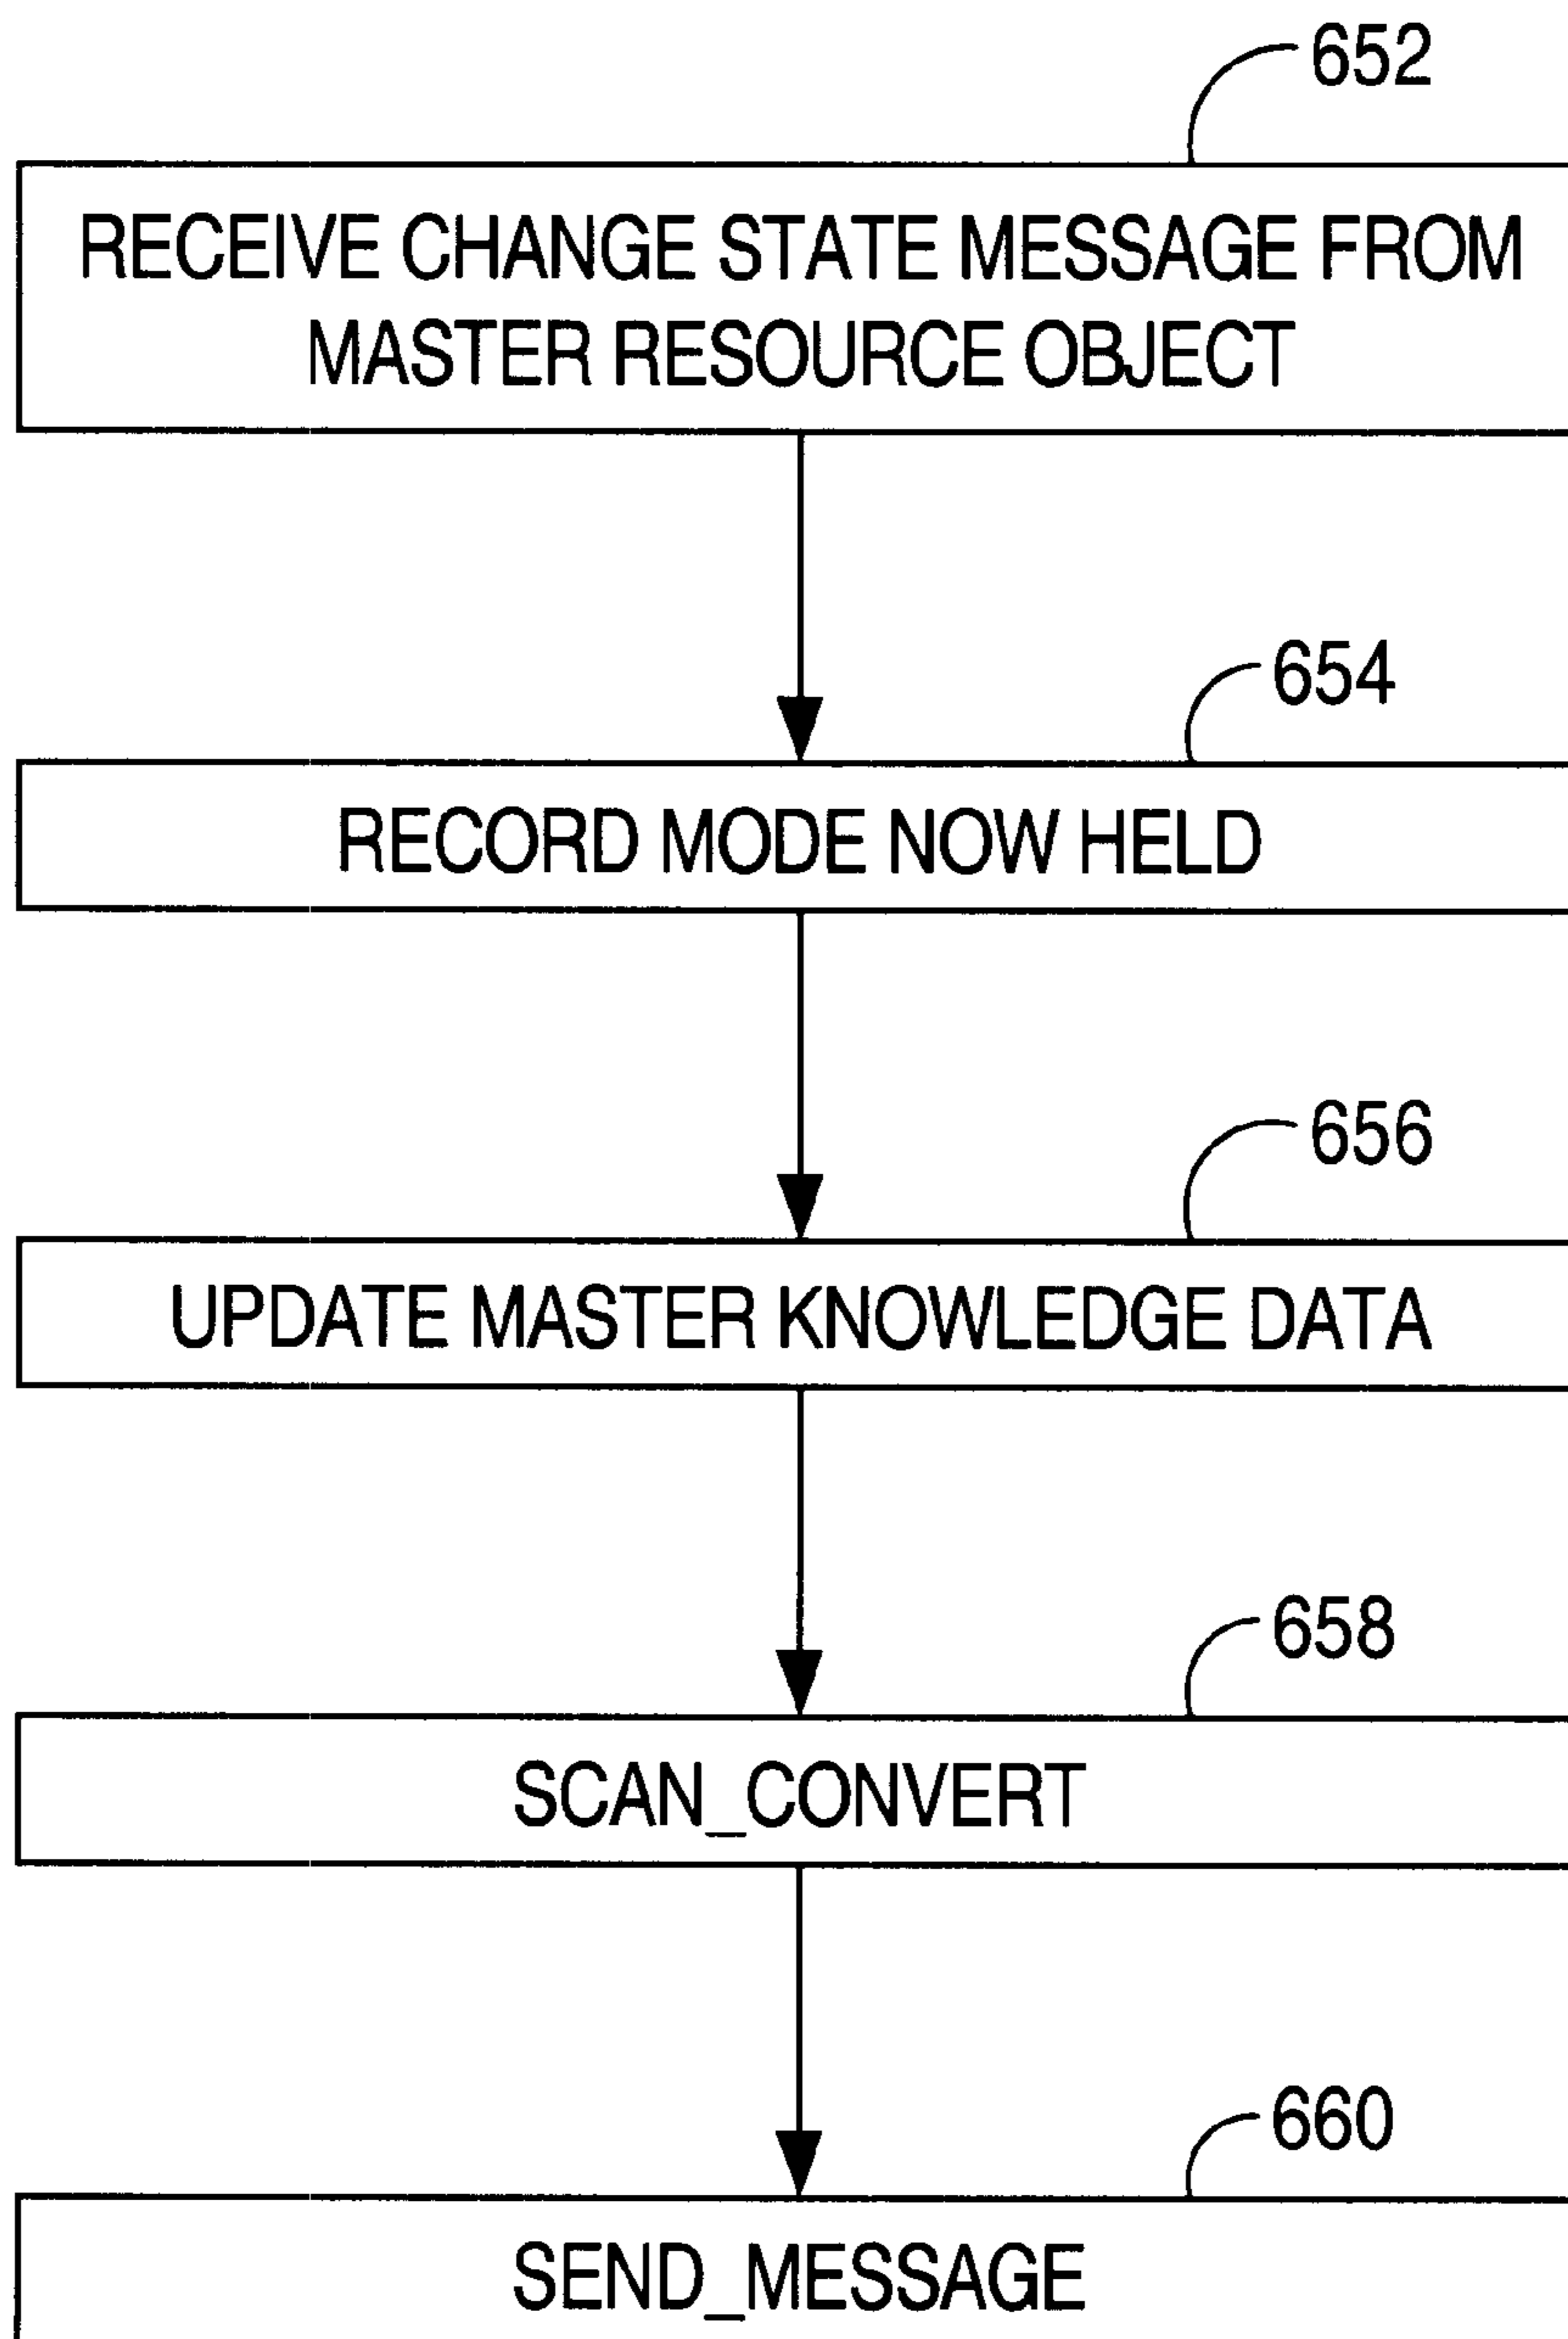 652
RECEIVE CHANGE STATE MESSAGE FROM
MASTER RESOURCE OBJECT
654
RECORD MODE NOW HELD
656
UPDATE MASTER KNOWLEDGE DATA
658
SCAN_CONVERT
660
SEND_MESSAGE